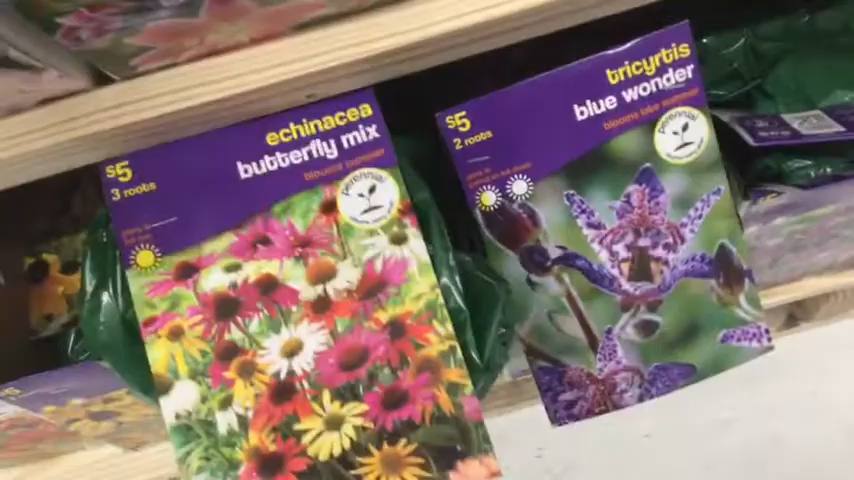 $5
3 roots
echinacea
butterfly mix
blooms summer
perennial
$5
2 roots
tricyrtis
blue wonder
blooms late summer
perennial